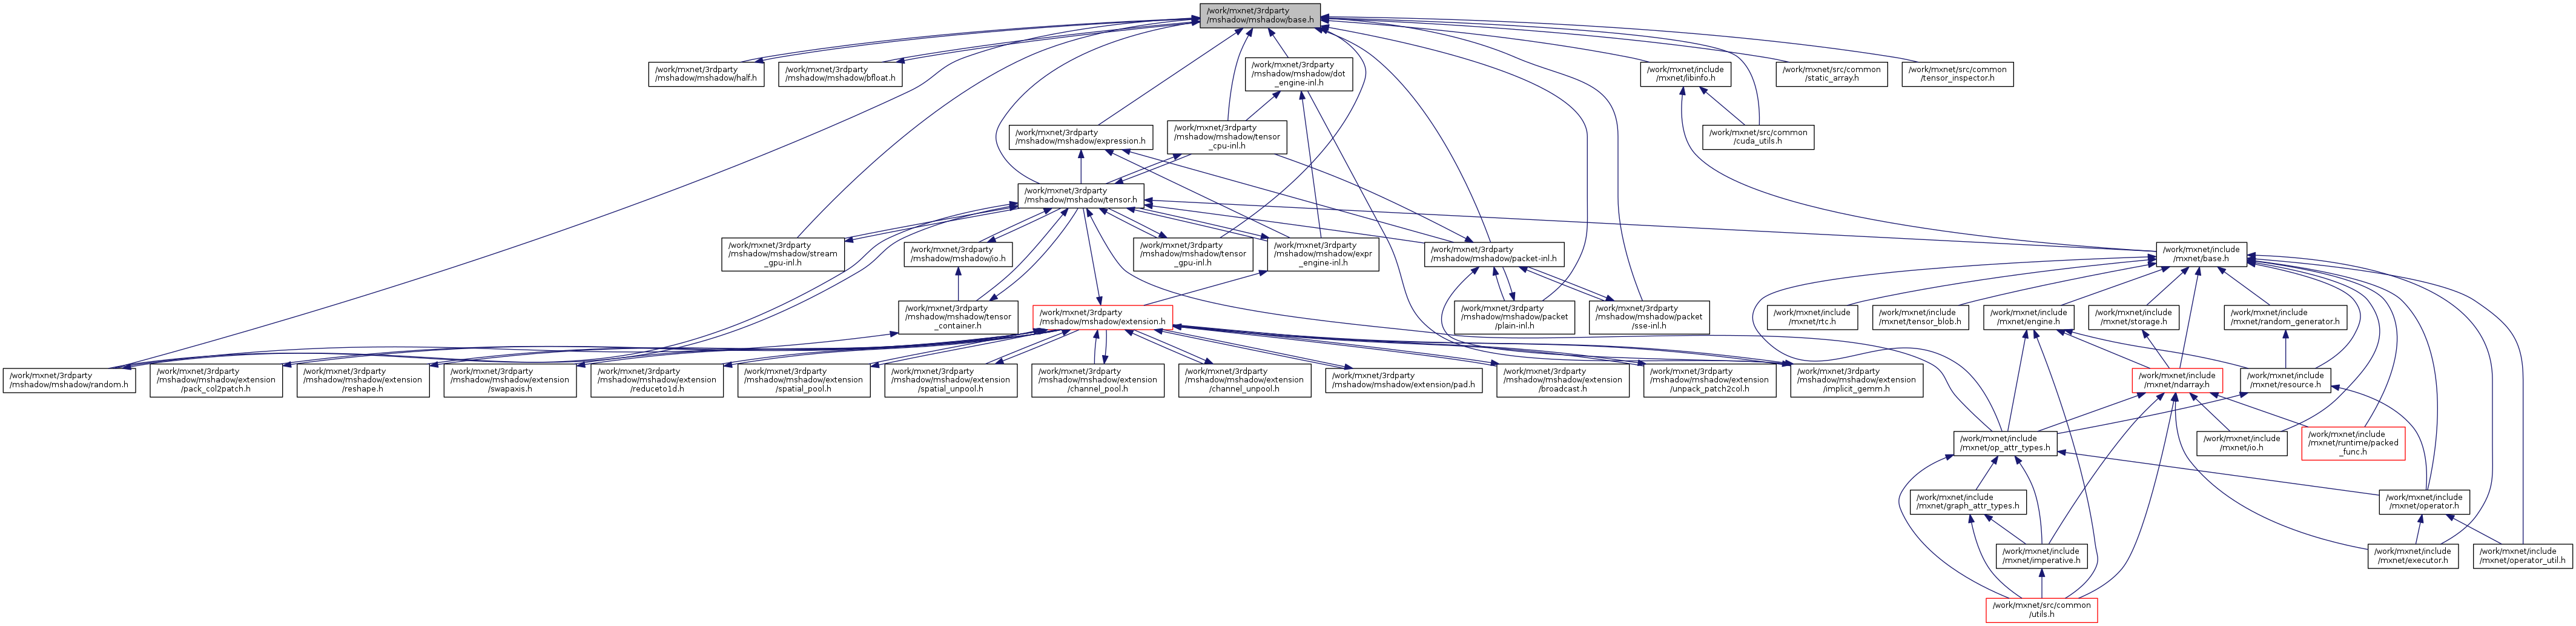 /work/mxnet/3rdparty
/mshadow/mshadow/base.h
/work/mxnet/3rdparty
/mshadow/mshadow/half.h
/work/mxnet/3rdparty
/mshadow/mshadow/bfloat.h
/work/mxnet/3rdparty
/mshadow/mshadow/dot
_engine-inl.h
/work/mxnet/include
/mxnet/libinfo.h
/work/mxnet/src/common
/static_array.h
/work/mxnet/src/common
/tensor_inspector.h
/work/mxnet/3rdparty
/mshadow/mshadow/expression.h
/work/mxnet/3rdparty
/mshadow/mshadow/tensor
_cpu-inl.h
/work/mxnet/src/common
/cuda_utils.h
/work/mxnet/3rdparty
/mshadow/mshadow/tensor.h
/work/mxnet/3rdparty
/mshadow/mshadow/stream
_gpu-inl.h
/work/mxnet/3rdparty
/mshadow/mshadow/io.h
/work/mxnet/3rdparty
/mshadow/mshadow/tensor
_gpu-inl.h
/work/mxnet/3rdparty
/mshadow/mshadow/expr
_engine-inl.h
/work/mxnet/3rdparty
/mshadow/mshadow/packet-inl.h
/work/mxnet/include
/mxnet/base.h
/work/mxnet/3rdparty
/mshadow/mshadow/tensor
_container.h
/work/mxnet/3rdparty
/mshadow/mshadow/extension.h
/work/mxnet/3rdparty
/mshadow/mshadow/packet
/plain-inl.h
/work/mxnet/3rdparty
/mshadow/mshadow/packet
/sse-inl.h
/work/mxnet/include
/mxnet/rtc.h
/work/mxnet/include
/mxnet/tensor_blob.h
/work/mxnet/include
/mxnet/engine.h
/work/mxnet/include
/mxnet/storage.h
/work/mxnet/include
/mxnet/random_generator.h
/work/mxnet/3rdparty
/mshadow/mshadow/random.h
/work/mxnet/3rdparty
/mshadow/mshadow/extension
/pack_col2patch.h
/work/mxnet/3rdparty
/mshadow/mshadow/extension
/reshape.h
/work/mxnet/3rdparty
/mshadow/mshadow/extension
/swapaxis.h
/work/mxnet/3rdparty
/mshadow/mshadow/extension
/reduceto1d.h
/work/mxnet/3rdparty
/mshadow/mshadow/extension
/spatial_pool.h
/work/mxnet/3rdparty
/mshadow/mshadow/extension
/spatial_unpool.h
/work/mxnet/3rdparty
/mshadow/mshadow/extension
/channel_pool.h
/work/mxnet/3rdparty
/mshadow/mshadow/extension
/channel_unpool.h
/work/mxnet/3rdparty
/mshadow/mshadow/extension/pad.h
/work/mxnet/3rdparty
/mshadow/mshadow/extension
/broadcast.h
/work/mxnet/3rdparty
/mshadow/mshadow/extension
/unpack_patch2col.h
/work/mxnet/3rdparty
/mshadow/mshadow/extension
/implicit_gemm.h
/work/mxnet/include
/mxnet/ndarray.h
/work/mxnet/include
/mxnet/resource.h
/work/mxnet/include
/mxnet/op_attr_types.h
/work/mxnet/include
/mxnet/io.h
/work/mxnet/include
/mxnet/runtime/packed
_func.h
/work/mxnet/include
/mxnet/graph_attr_types.h
/work/mxnet/include
/mxnet/operator.h
/work/mxnet/include
/mxnet/imperative.h
/work/mxnet/include
/mxnet/executor.h
/work/mxnet/include
/mxnet/operator_util.h
/work/mxnet/src/common
/utils.h